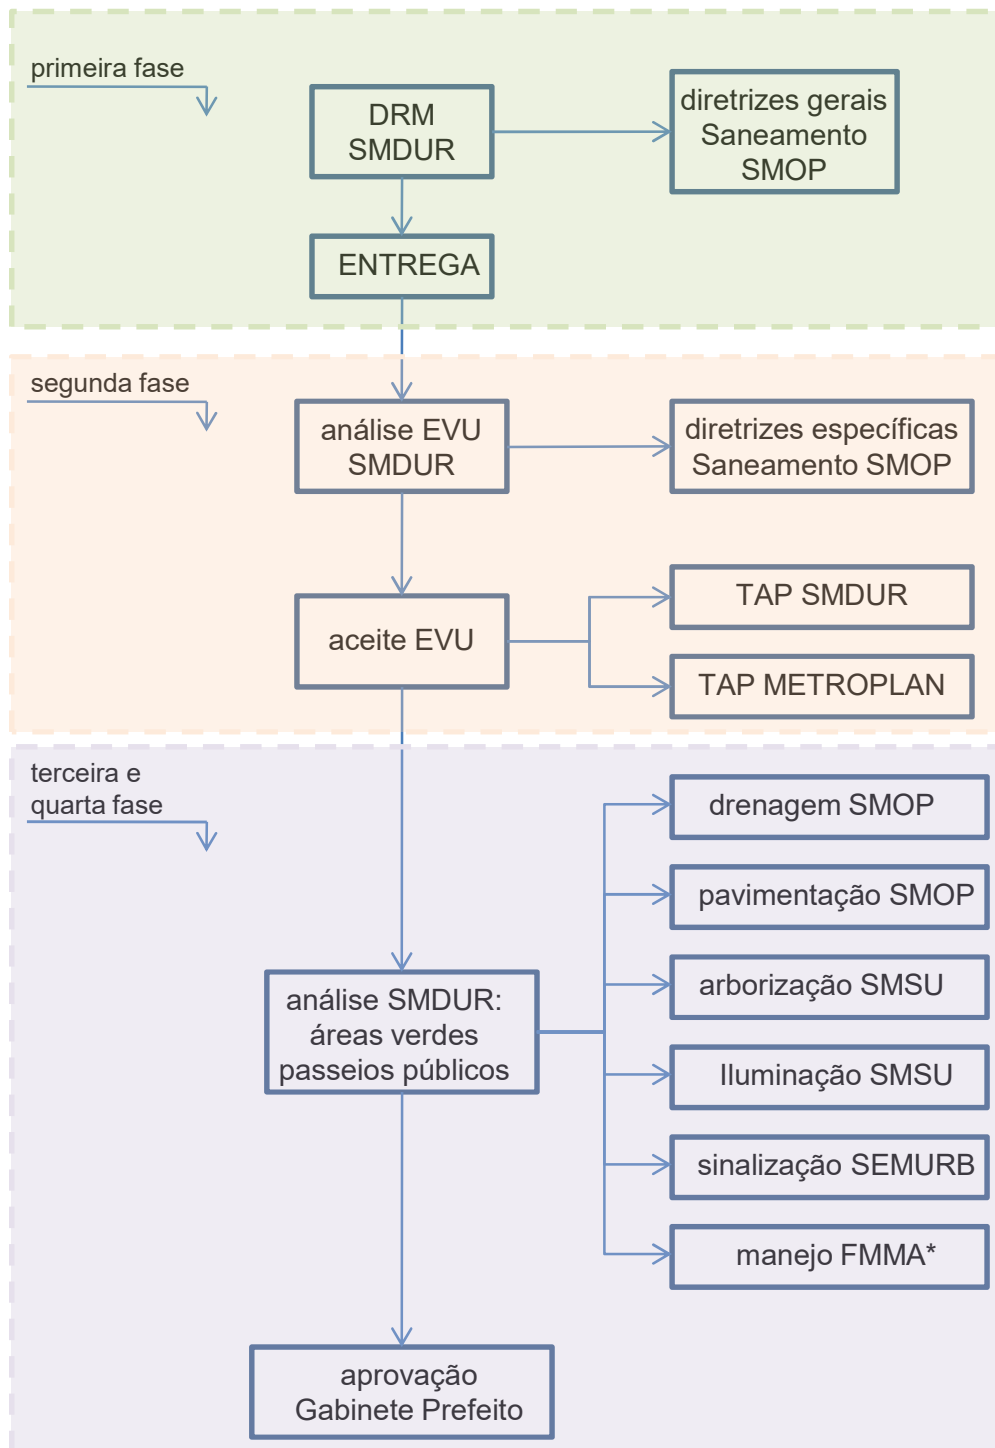 primeira fase
DRM
SMDUR
diretrizes gerais
Saneamento
SMOP
ENTREGA
segunda fase
análise EVU
SMDUR
diretrizes específicas
Saneamento SMOP
aceite EVU
TAP SMDUR
TAP METROPLAN
terceira e
quarta fase
drenagem SMOP
pavimentação SMOP
arborização SMSU
análise SMDUR:
áreas verdes
passeios públicos
Iluminação SMSU
sinalização SEMURB
manejo FMMA*
aprovação
Gabinete Prefeito